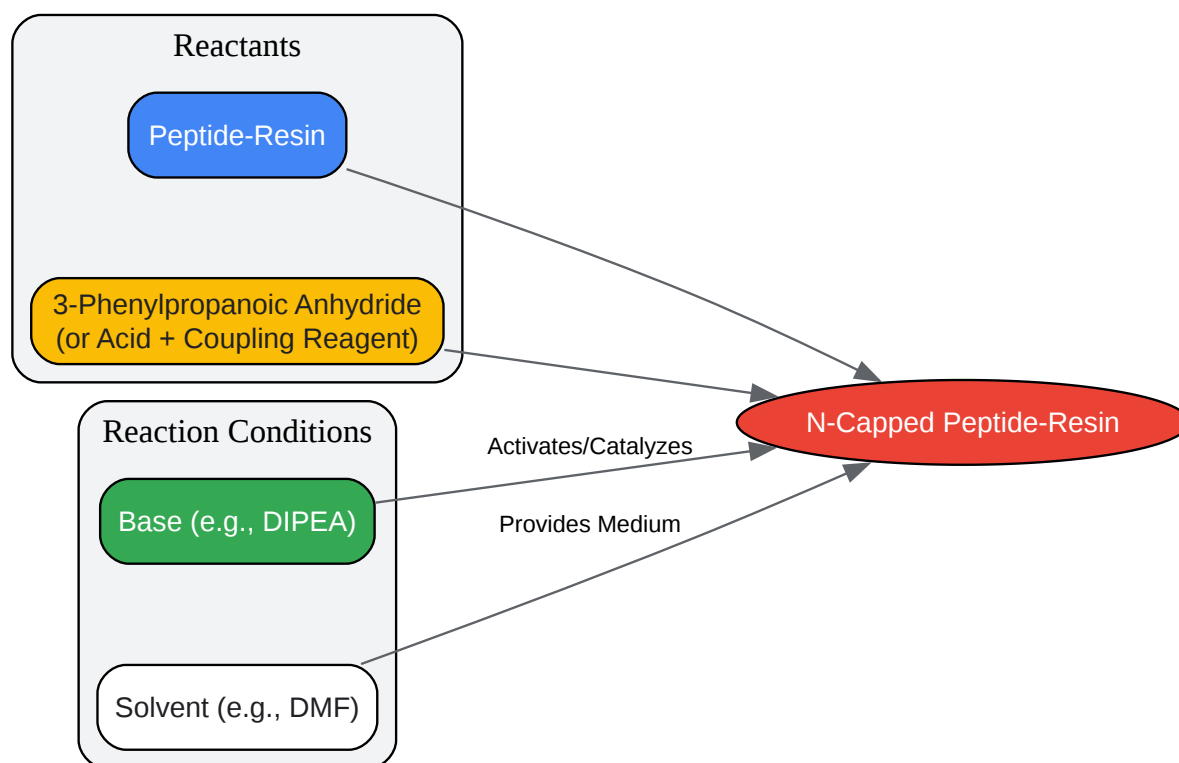 Reactants
Peptide-Resin
3-Phenylpropanoic Anhydride
(or Acid + Coupling Reagent)
N-Capped Peptide-Resin
Reaction Conditions
Activates/Catalyzes
Base (e.g., DIPEA)
Provides Medium
Solvent (e.g., DMF)